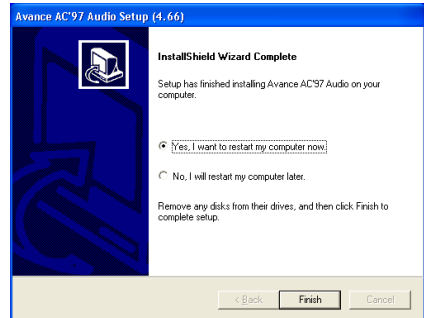 Avance AC'97 Audio Setup (4.66)
InstallShield Wizard Complete
Setup has finished installing Avance AC'97 Audio on your
computer.
Yes, I want to restart my computer now.
No, I will restart my computer later.
Remove any disks from their drives, and then click Finish to
complete setup.
< Back Finish Cancel